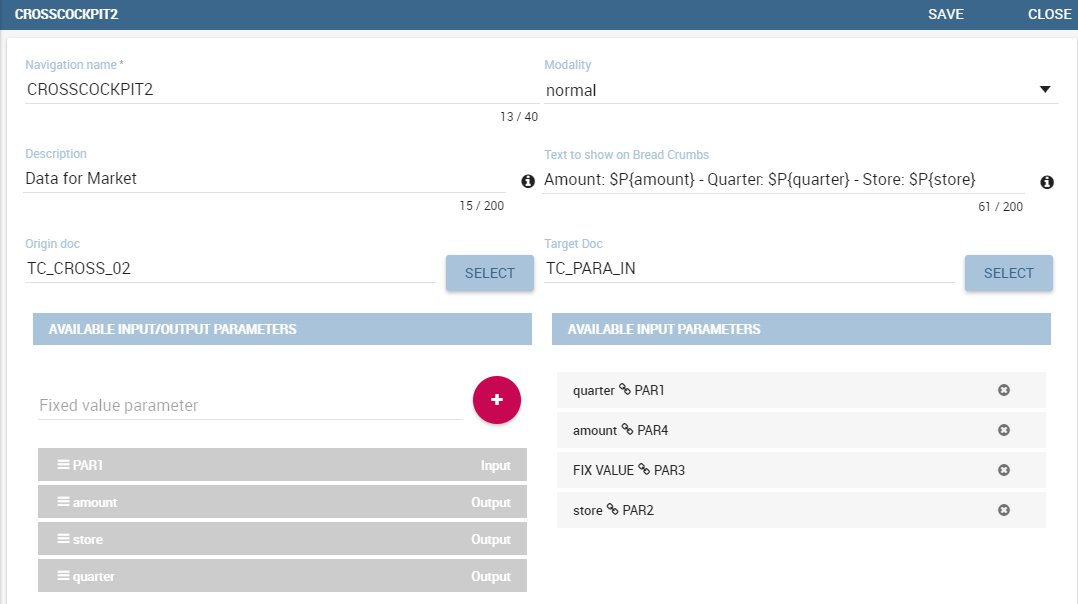 CROSSCOCKPIT2 SAVE CLOSE
Navigation name * Modality
CROSSCOCKPIT2 normal
13 / 40
Description Text to show on Bread Crumbs
Data for Market Amount: $P{amount} - Quarter: $P{quarter} - Store: $P{store}
15 / 200 61 / 200
Origin doc Target Doc
TC_CROSS_02 SELECT TC_PARA_IN SELECT
AVAILABLE INPUT/OUTPUT PARAMETERS AVAILABLE INPUT PARAMETERS
Fixed value parameter +
PAR1 Input
amount Output
store Output
quarter Output
quarter PAR1
amount PAR4
FIX VALUE PAR3
store PAR2